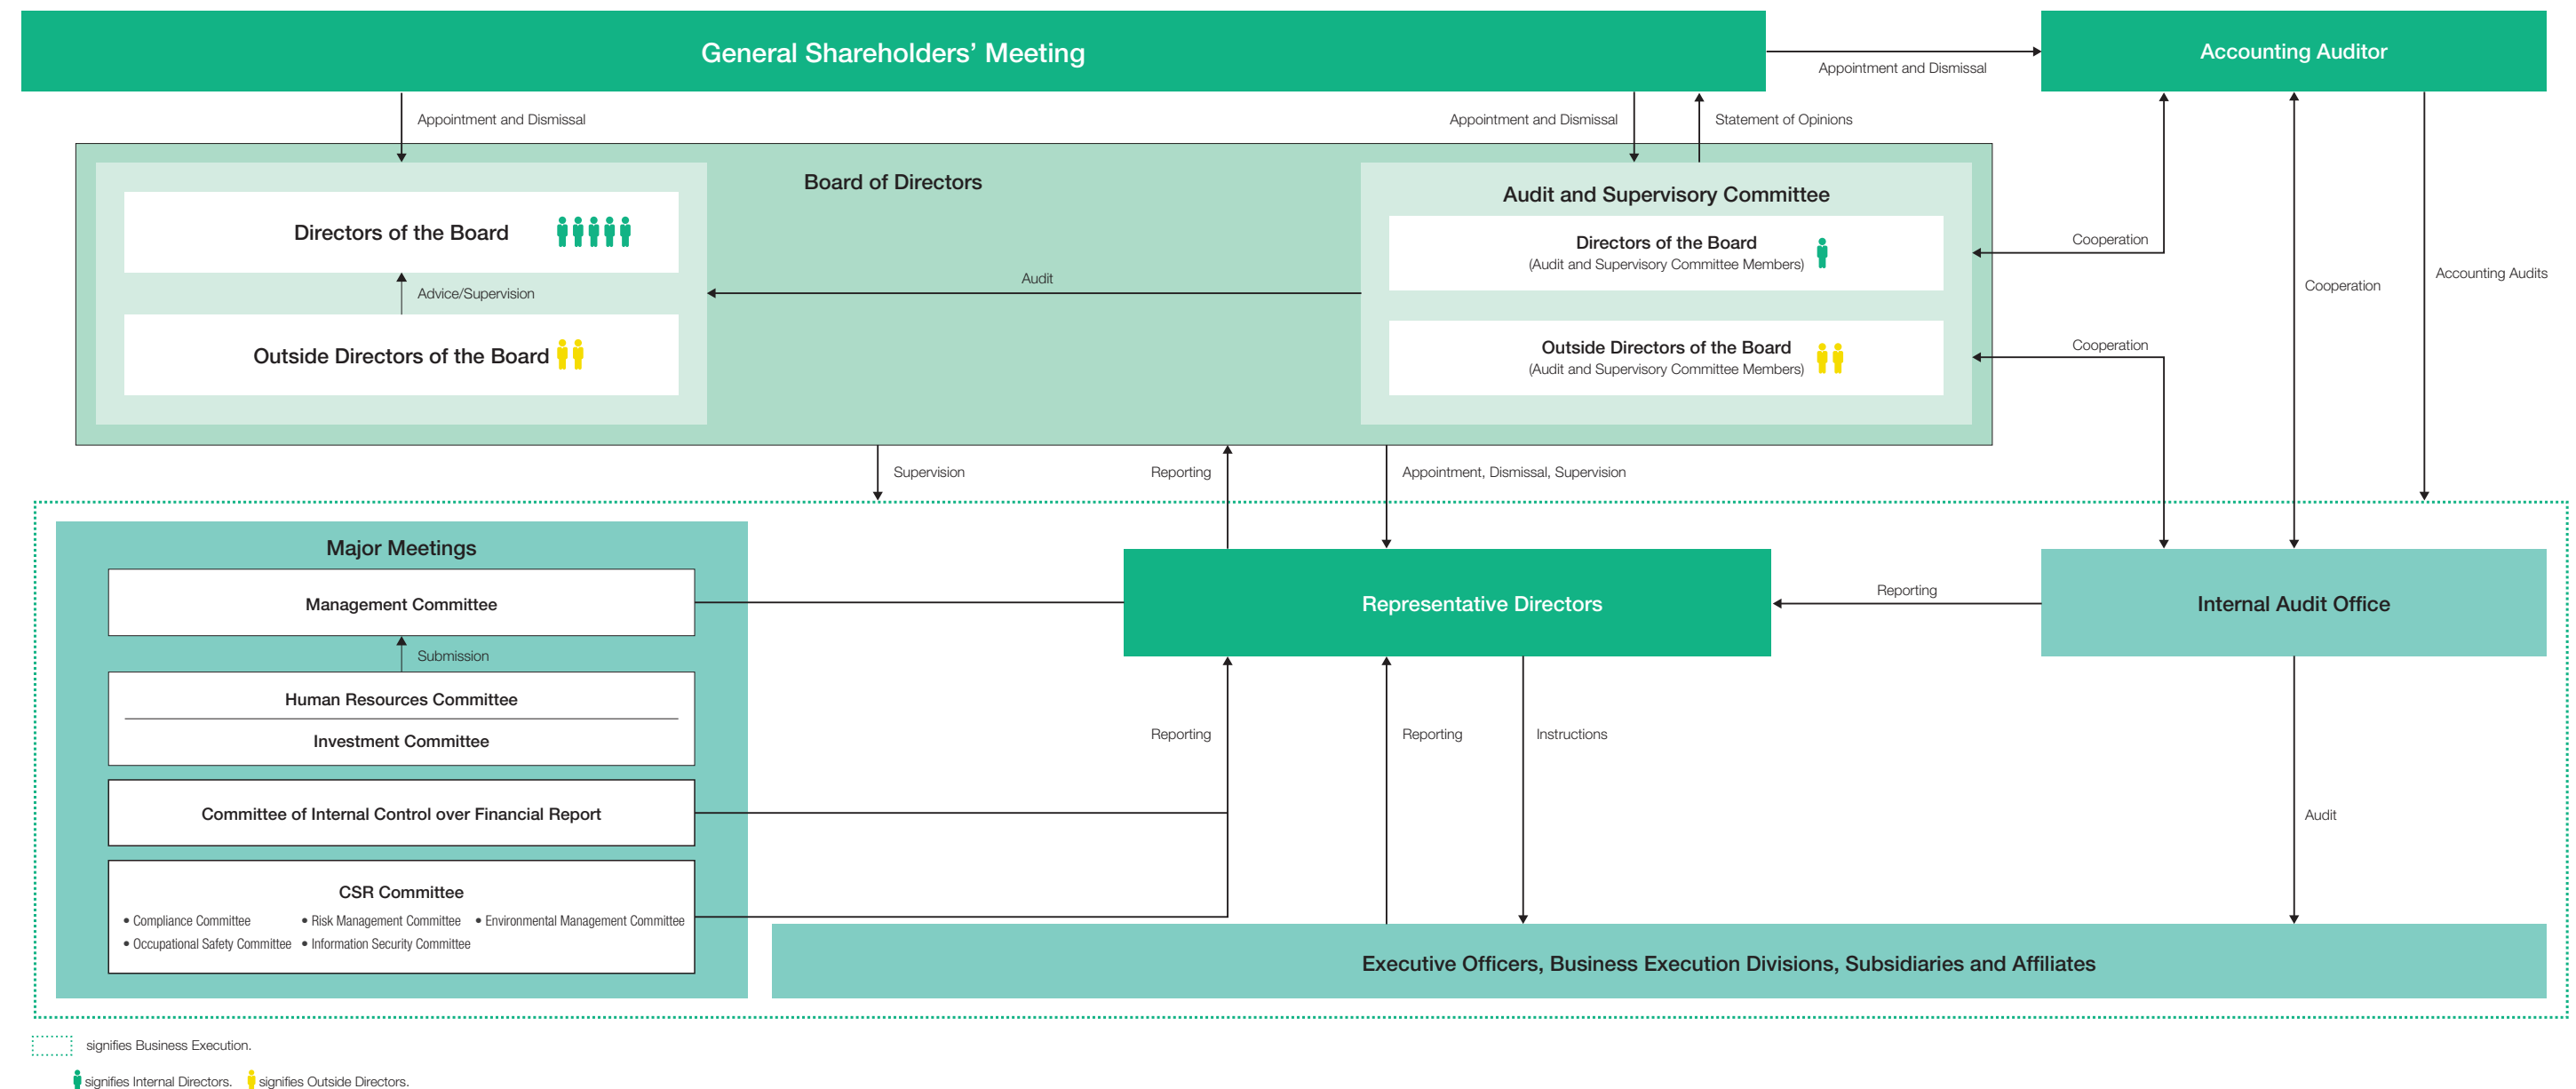 General Shareholders’ Meeting
Accounting Auditor
Appointment and Dismissal
Appointment and Dismissal
Appointment and Dismissal
Statement of Opinions
Board of Directors
Directors of the Board
Advice/Supervision
Outside Directors of the Board
Audit
Audit and Supervisory Committee
Directors of the Board
(Audit and Supervisory Committee Members)
Outside Directors of the Board
(Audit and Supervisory Committee Members)
Cooperation
Cooperation
Cooperation
Accounting Audits
Supervision
Reporting
Appointment, Dismissal, Supervision
Major Meetings
Management Committee
Submission
Human Resources Committee
Investment Committee
Committee of Internal Control over Financial Report
CSR Committee
• Compliance Committee • Risk Management Committee • Environmental Management Committee
• Occupational Safety Committee • Information Security Committee
Representative Directors
Reporting
Internal Audit Office
Reporting
Reporting
Instructions
Audit
Executive Officers, Business Execution Divisions, Subsidiaries and Affiliates
signifies Business Execution.
signifies Internal Directors. signifies Outside Directors.